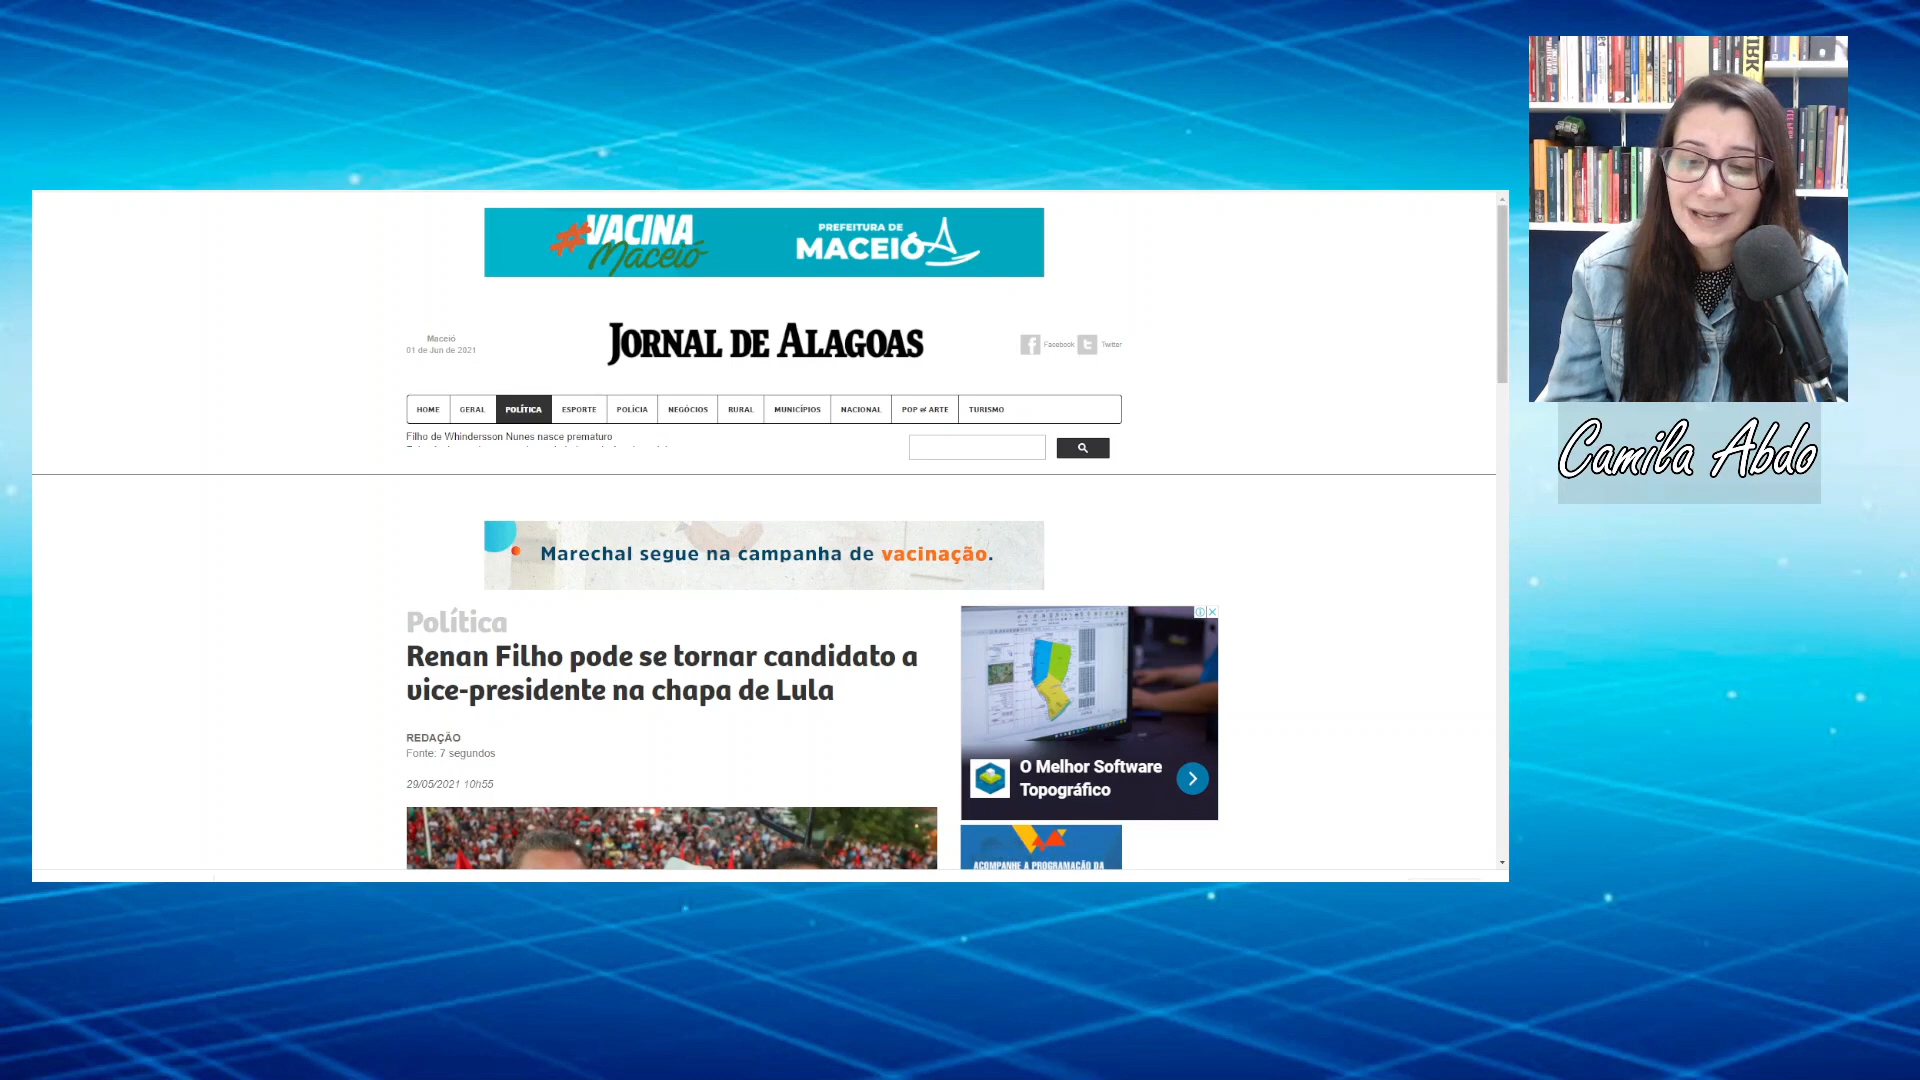 #VACINA
Maceió
PREFEITURA DE
MACEIÓ
Maceió
01 de Jun de 2021
JORNAL DE ALAGOAS
Facebook
Twitter
HOME
GERAL
POLÍTICA
ESPORTE
POLÍCIA
NEGÓCIOS
RURAL
MUNICÍPIOS
NACIONAL
POP & ARTE
TURISMO
Filho de Whindersson Nunes nasce prematuro
Marechal segue na campanha de vacinação.
Política
Renan Filho pode se tornar candidato a
vice-presidente na chapa de Lula
REDAÇÃO
Fonte: 7 segundos
29/05/2021 10h55
O Melhor Software
Topográfico
ACOMPANHE A PROGRAMAÇÃO DA
Camila Abdo